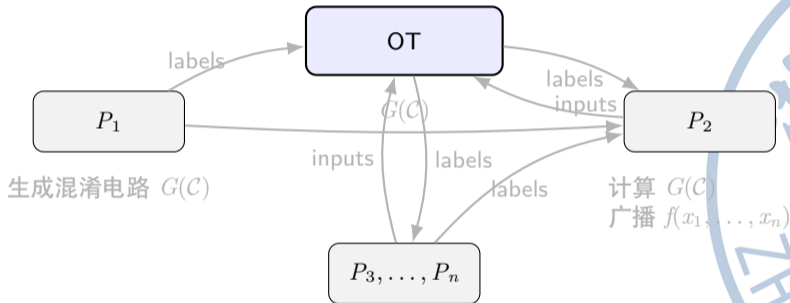 OT
labels
labels
inputs
G(C)
P₁
P₂
inputs
labels
labels
生成混淆电路 G(C)
计算 G(C)
广播 f(x₁, . . . , xₙ)
P₃, . . . , Pₙ
ZH